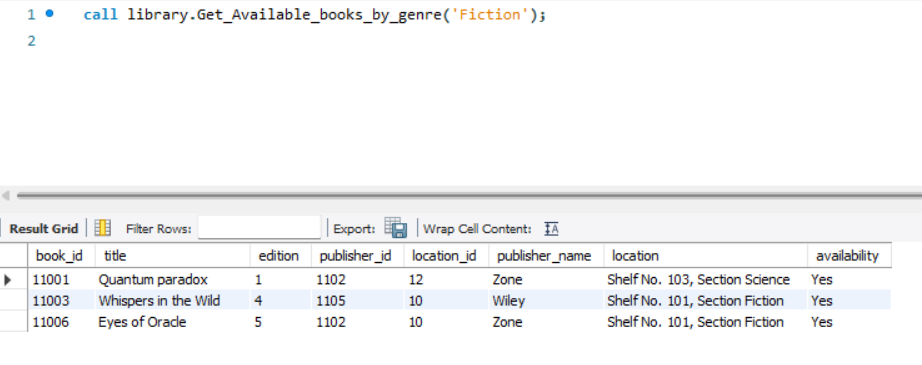 1 call library.Get_Available_books_by_genre('Fiction');
2
Result Grid Filter Rows: Export: Wrap Cell Content: IA
book_id title edition publisher_id location_id publisher_name location availability
11001 Quantum paradox 1 1102 12 Zone Shelf No. 103, Section Science Yes
11003 Whispers in the Wild 4 1105 10 Wiley Shelf No. 101, Section Fiction Yes
11006 Eyes of Oracle 5 1102 10 Zone Shelf No. 101, Section Fiction Yes